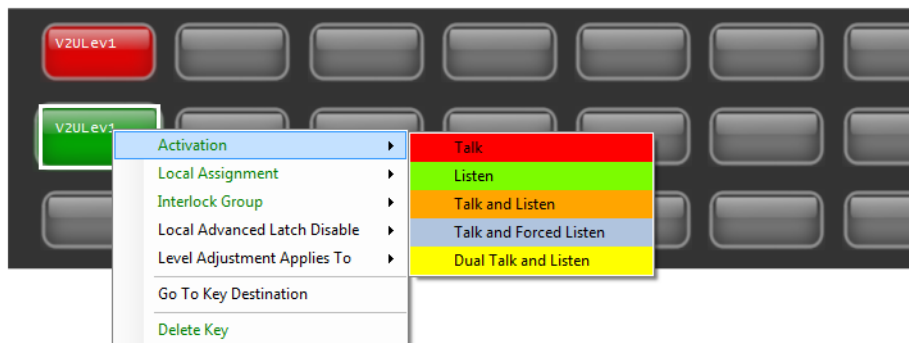 V2ULev1
V2ULev1
Activation
Talk
Local Assignment
Listen
Interlock Group
Talk and Listen
Local Advanced Latch Disable
Talk and Forced Listen
Level Adjustment Applies To
Dual Talk and Listen
Go To Key Destination
Delete Key